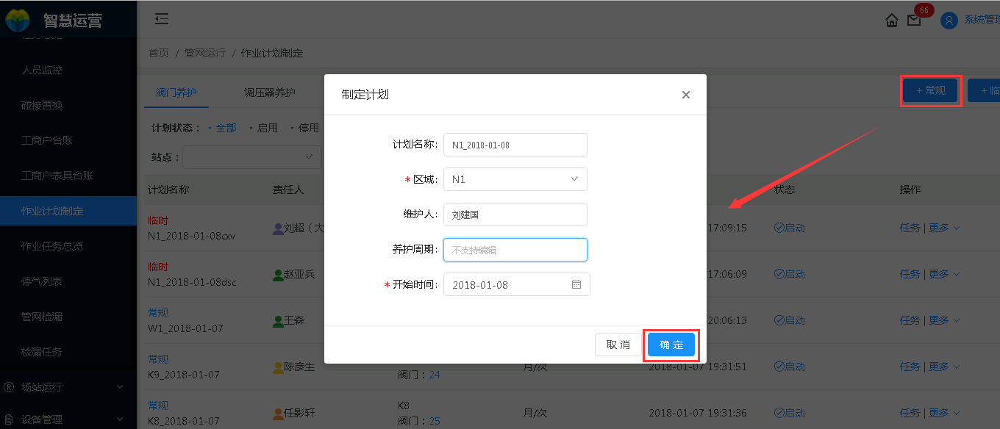 智慧运营
66
系统管理
首页 / 管网运行 / 作业计划制定
人员监控
碰接置换
工商户台账
工商户表具台账
作业计划制定
作业任务总览
停气列表
管网检漏
检漏任务
场站运行
设备管理
阀门养护
调压器养护
+ 常规
+ 临
计划状态： · 全部 · 启用 · 停用
站点：
计划名称 责任人 状态 操作
临时
N1_2018-01-08cxv
刘超（大
17:09:15
启动
任务 | 更多
临时
N1_2018-01-08dsc
赵亚兵
17:06:09
启动
任务 | 更多
常规
W1_2018-01-07
王森
20:06:13
启动
任务 | 更多
常规
K9_2018-01-07
陈彦生
阀门：24
月/次
2018-01-07 19:31:51
启动
任务 | 更多
常规
K8_2018-01-07
任影轩
K8
阀门：25
月/次
2018-01-07 19:31:36
启动
任务 | 更多
制定计划
×
计划名称: N1_2018-01-08
* 区域: N1
维护人: 刘建国
养护周期: 不支持编辑
* 开始时间: 2018-01-08
取 消
确 定